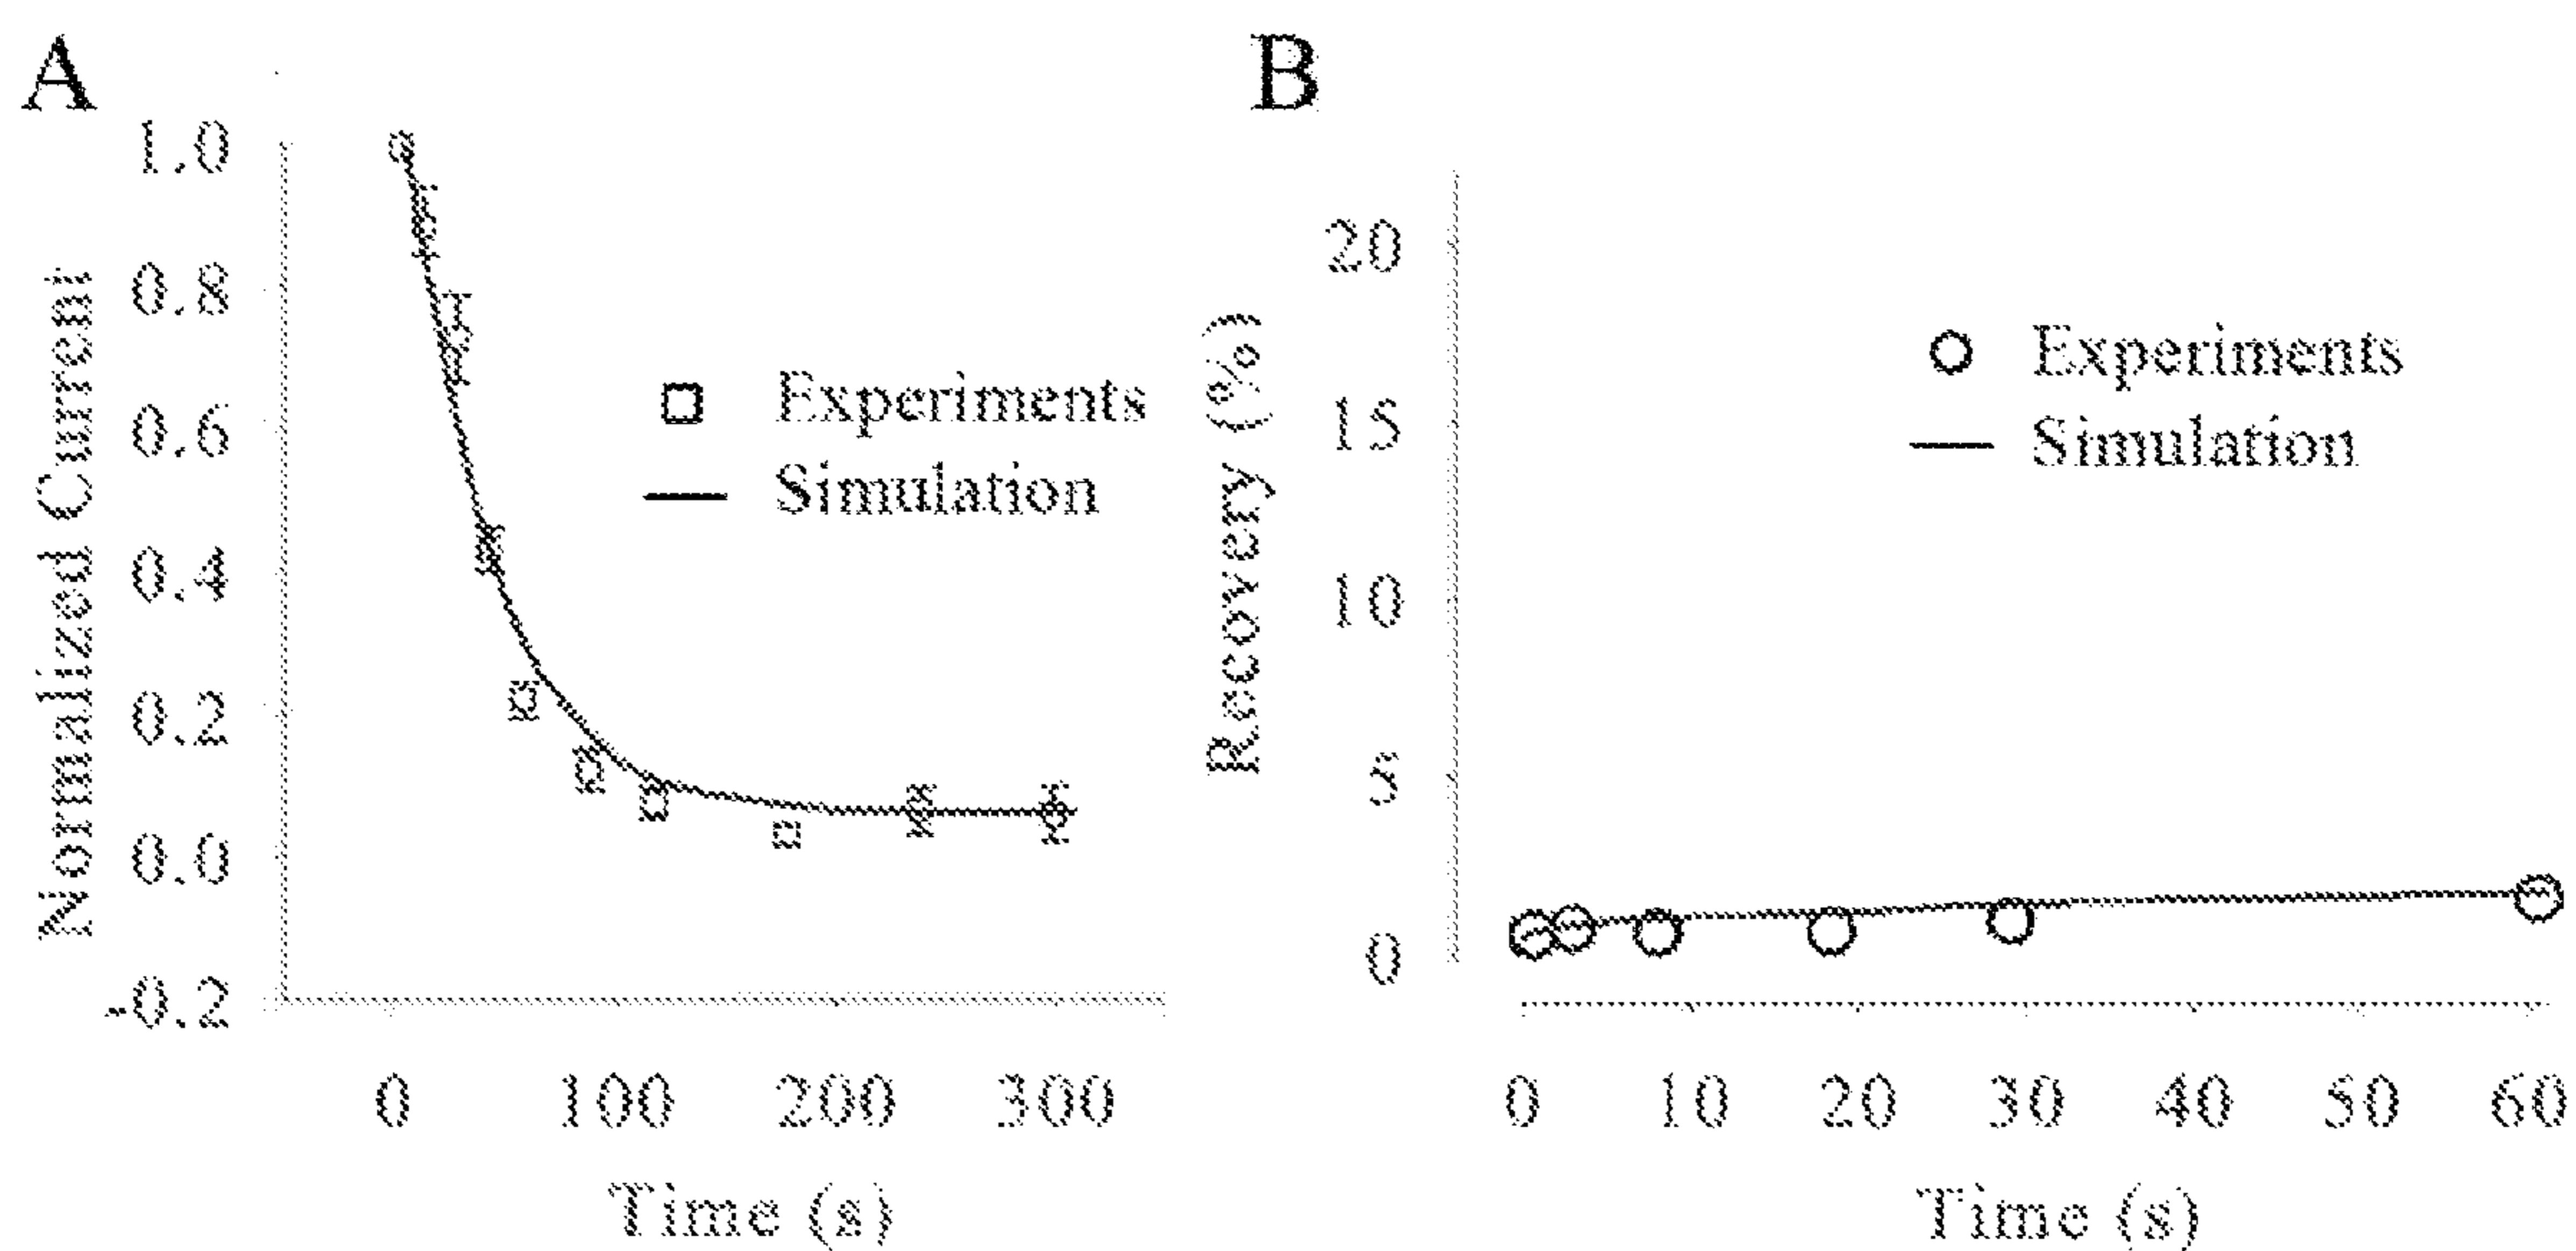 A
Normalized Current
1.0
0.8
0.6
0.4
0.2
0.0
-0.2
Experiments
Simulation
0 100 200 300
Time (s)
B
Recovery (%)
20
15
10
5
0
Experiments
Simulation
0 10 20 30 40 50 60
Time (s)